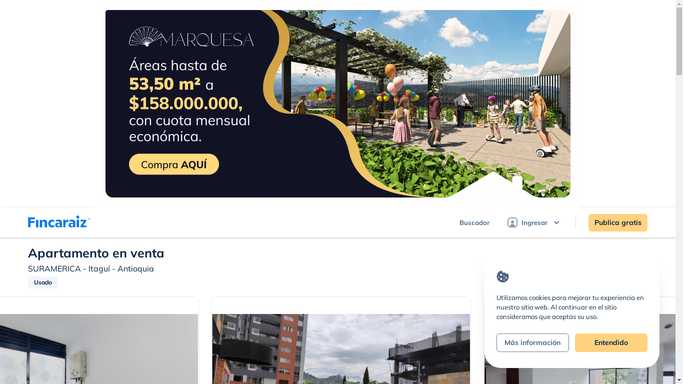 MARQUESA
Áreas hasta de
53,50 m² a
$158.000.000,
con cuota mensual
económica.
Compra AQUÍ
Fincaraiz
Buscador
Ingresar
Publica gratis
Apartamento en venta
SURAMERICA - Itaguí - Antioquia
Usado
Utilizamos cookies para mejorar tu experiencia en
nuestro sitio web. Al continuar en el sitio
consideramos que aceptas su uso.
Más información
Entendido